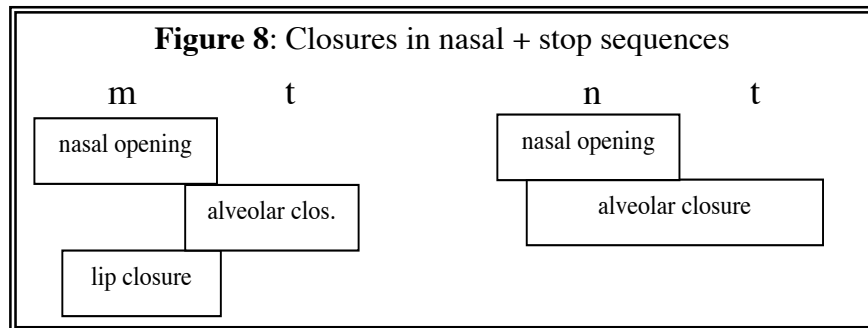 Figure 8: Closures in nasal + stop sequences
m t n t
nasal opening nasal opening
alveolar clos. alveolar closure
lip closure